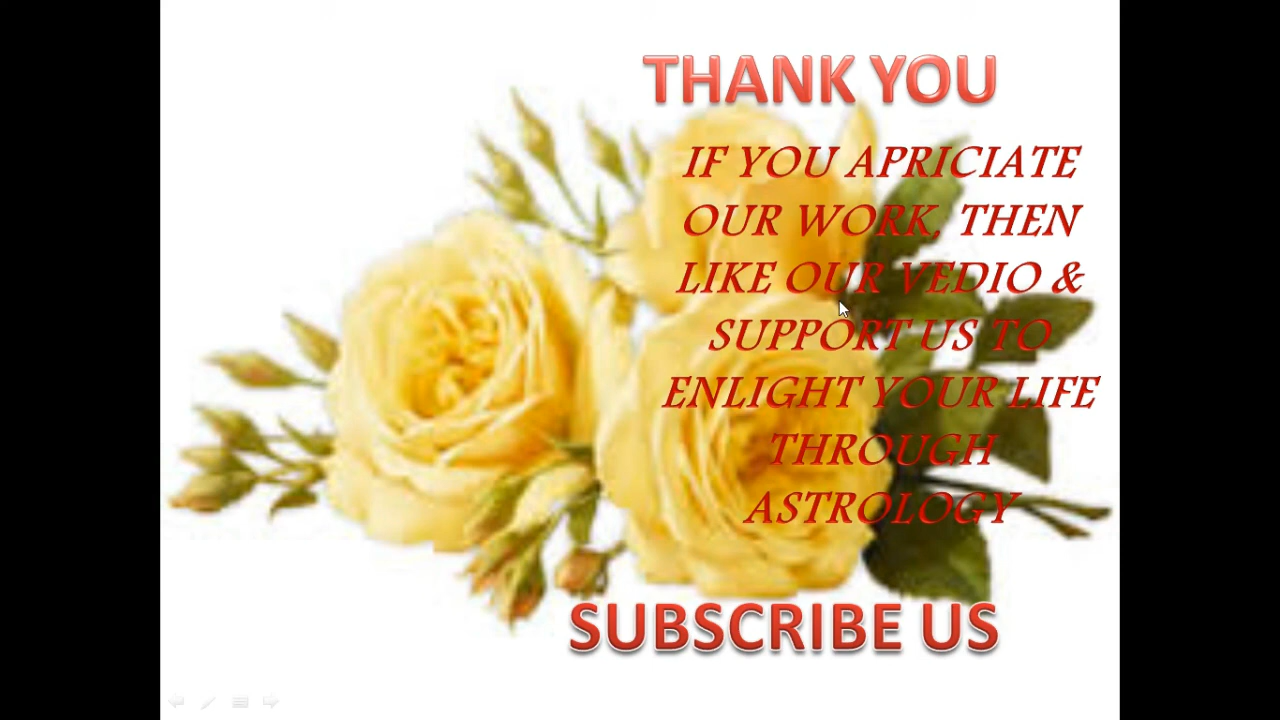 THANK YOU
IF YOU APRICIATE
OUR WORK, THEN
LIKE OUR VEDIO &
SUPPORT US TO
ENLIGHT YOUR LIFE
THROUGH
ASTROLOGY
SUBSCRIBE US